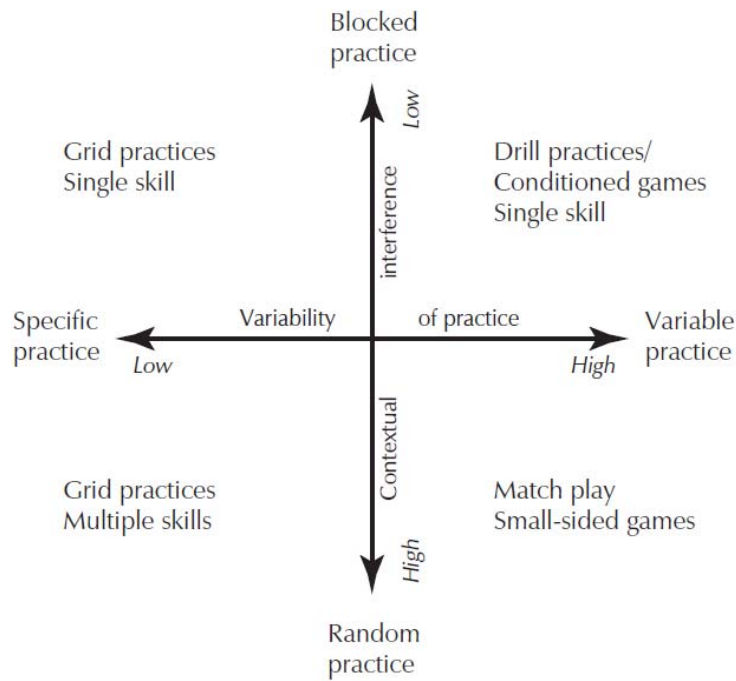 Blocked
practice
Low
Grid practices
Single skill
Drill practices/
Conditioned games
Single skill
interference
Specific
practice
Variability of practice
Variable
practice
Low
High
Contextual
Grid practices
Multiple skills
Match play
Small-sided games
High
Random
practice